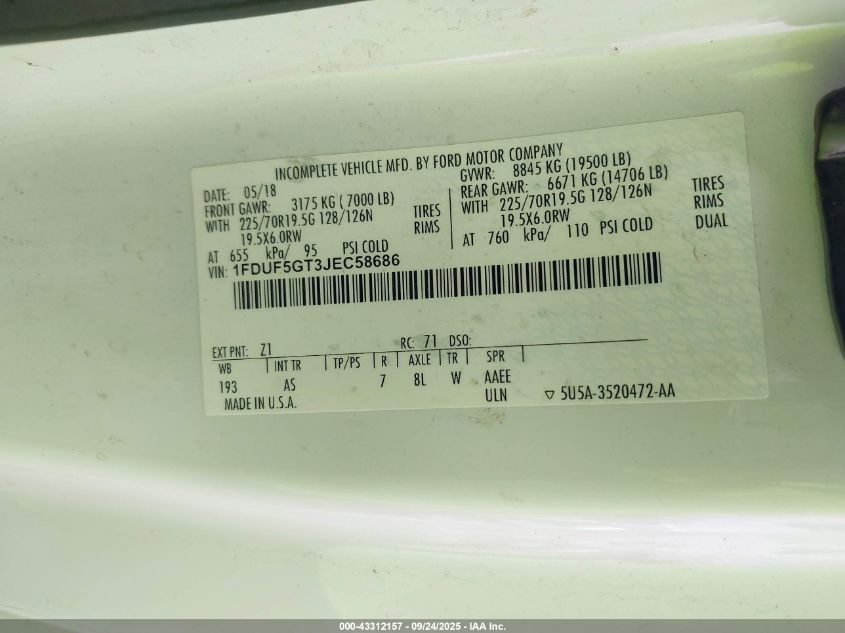 INCOMPLETE VEHICLE MFD. BY FORD MOTOR COMPANY
DATE: 05/18
GVWR: 8845 KG (19500 LB)
FRONT GAWR: 3175 KG ( 7000 LB)
REAR GAWR: 6671 KG (14706 LB)
WITH 225/70R19.5G 128/126N TIRES
WITH 225/70R19.5G 128/126N TIRES
19.5X6.0RW RIMS
19.5X6.0RW RIMS
AT 655 kPa/ 95 PSI COLD
AT 760 kPa/ 110 PSI COLD DUAL
VIN: 1FDUF5GT3JEC58686
EXT PNT: Z1 RC: 71 DSO:
WB INT TR TP/PS R AXLE TR SPR
193 AS 7 8L W AAEE
MADE IN U.S.A. ULN ▽ 5U5A-3520472-AA
000-43312157 - 09/24/2025 - IAA Inc.